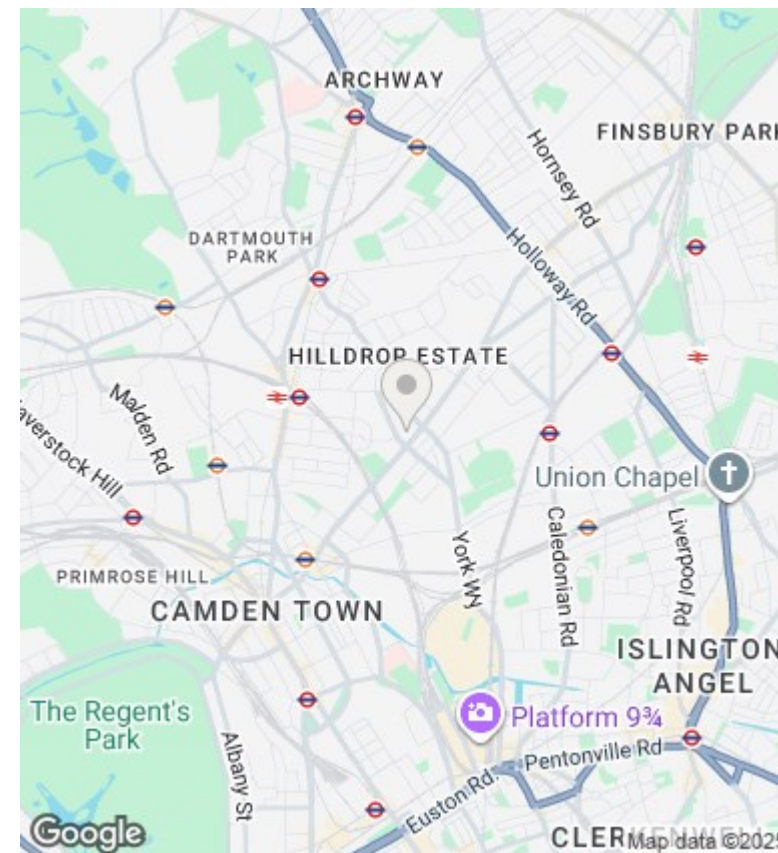 ARCHWAY
FINSBURY PARK
Hornsey Rd
DARTMOUTH
PARK
Holloway Rd
HILLDROP ESTATE
Malden Rd
Haverstock Hill
Union Chapel
York Wy
Caledonian Rd
Liverpool Rd
PRIMROSE HILL
CAMDEN TOWN
ISLINGTON
ANGEL
The Regent's
Park
Platform 9¾
Albany St
Pentonville Rd
Euston Rd
Google
Map data ©2025